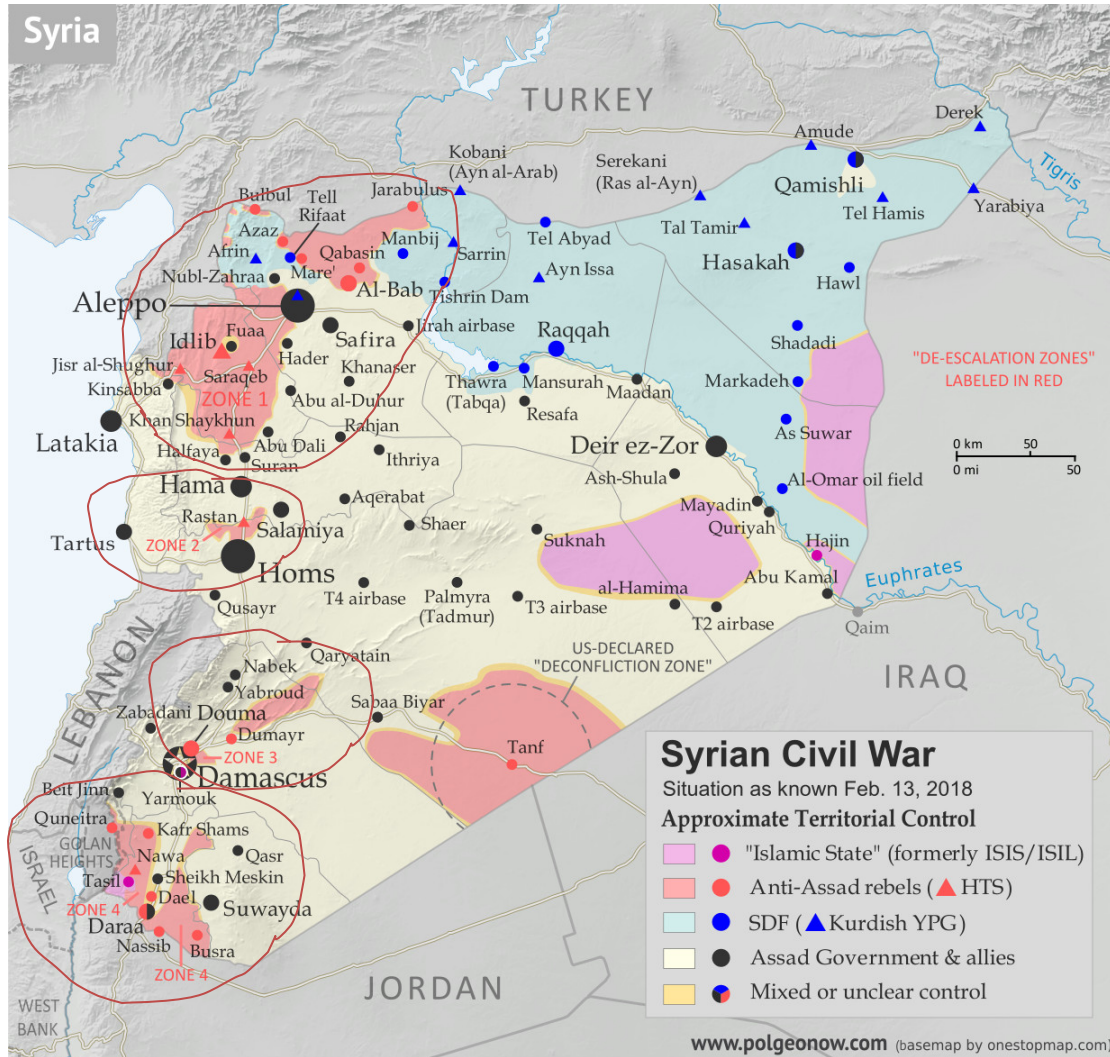 Syria
TURKEY
Derek
Amude
Kobani
(Ayn al-Arab)
Serekani
(Ras al-Ayn)
Tigris
Qamishli
Bulbul
Tell
Rifaat
Jarabulus
Tel Hamis
Yarabiya
Azaz
Manbij
Tal Tamir
Afrin
Qabasin
Sarrin
Tel Abyad
Hasakah
Nubl-Zahraa
Mare'
Ayn Issa
Hawl
Aleppo
Al-Bab
Tishrin Dam
Fuaa
Safira
Jirah airbase
Raqqah
Idlib
Shadadi
"DE-ESCALATION ZONES"
LABELED IN RED
Jisr al-Shughur
Hader
Saraqeb
Khanaser
Kinsabba
ZONE 1
Abu al-Duhur
Thawra
(Tabqa)
Mansurah
Maadan
Markadeh
Resafa
Khan Shaykhun
Rahjan
Latakia
Abu Dali
Halfaya
Suran
Ithriya
Deir ez-Zor
As Suwar
0 km 50
0 mi 50
Ash-Shula
Al-Omar oil field
Hama
Aqerabat
Mayadin
Rastan
Salamiya
Shaer
Quriyah
Tartus
ZONE 2
Suknah
Hajin
Homs
al-Hamima
Abu Kamal
Euphrates
Qusayr
T4 airbase
Palmyra
(Tadmur)
T3 airbase
T2 airbase
Qaim
LEBANON
Qaryatain
US-DECLARED
"DECONFLICTION ZONE"
IRAQ
Nabek
Yabroud
Zabadani
Douma
Sabaa Biyar
Dumayr
Tanf
ZONE 3
Damascus
Beit Jinn
Yarmouk
Quneitra
Kafr Shams
GOLAN
HEIGHTS
Nawa
Qasr
ISRAEL
Tasil
Sheikh Meskin
Dael
ZONE 4
Suwayda
Daraa
Nassib
Busra
ZONE 4
JORDAN
WEST
BANK
Syrian Civil War
Situation as known Feb. 13, 2018
Approximate Territorial Control
"Islamic State" (formerly ISIS/ISIL)
Anti-Assad rebels (▲ HTS)
SDF (▲ Kurdish YPG)
Assad Government & allies
Mixed or unclear control
www.polgeonow.com (basemap by onestopmap.com)